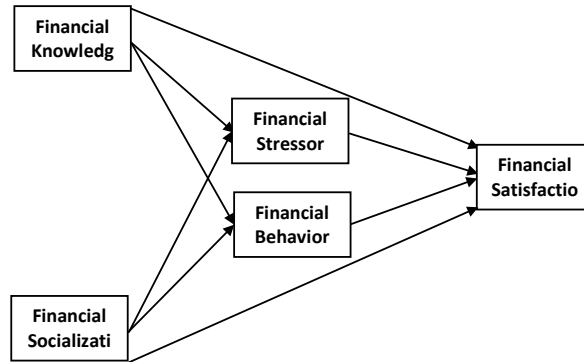 Financial
Knowledg
Financial
Stressor
Financial
Satisfactio
Financial
Behavior
Financial
Socializati